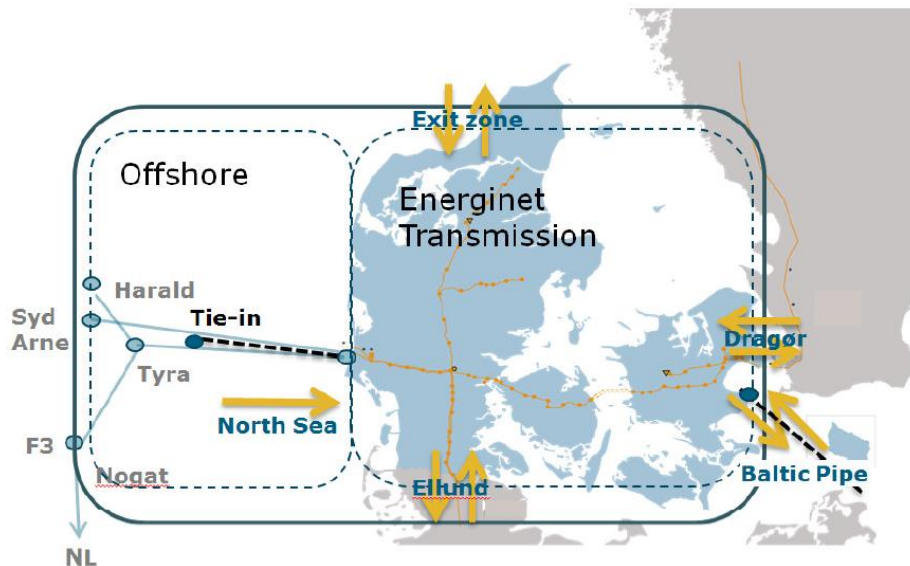 Exit zone
Offshore
Energinet
Transmission
Harald
Syd
Arne
Tie-in
Tyra
Dragør
North Sea
F3
Nogat
Ellund
Baltic Pipe
NL